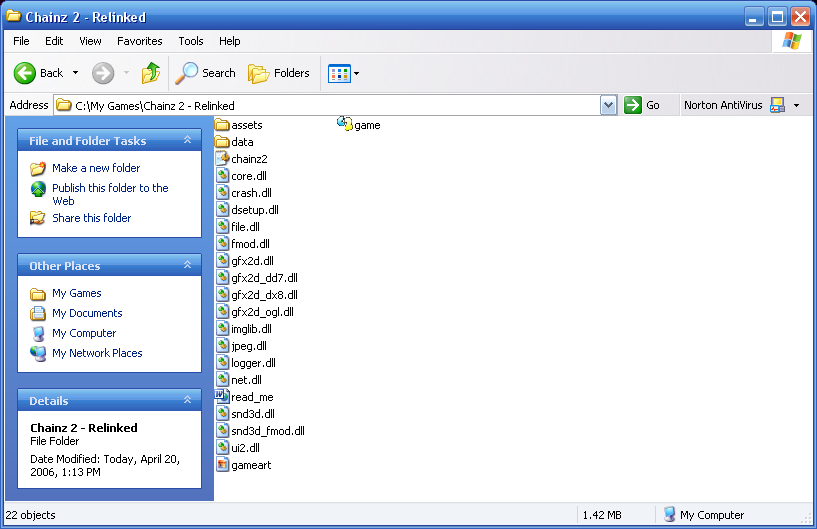 Chainz 2 - Relinked
File Edit View Favorites Tools Help
Back Search Folders
Address C:\My Games\Chainz 2 - Relinked Go Norton AntiVirus
File and Folder Tasks
Make a new folder
Publish this folder to the
Web
Share this folder
Other Places
My Games
My Documents
My Computer
My Network Places
Details
Chainz 2 - Relinked
File Folder
Date Modified: Today, April 20,
2006, 1:13 PM
assets
data
chainz2
core.dll
crash.dll
dsetup.dll
file.dll
fmod.dll
gfx2d.dll
gfx2d_dd7.dll
gfx2d_dx8.dll
gfx2d_ogl.dll
imglib.dll
jpeg.dll
logger.dll
net.dll
read_me
snd3d.dll
snd3d_fmod.dll
ui2.dll
gameart
game
22 objects 1.42 MB My Computer